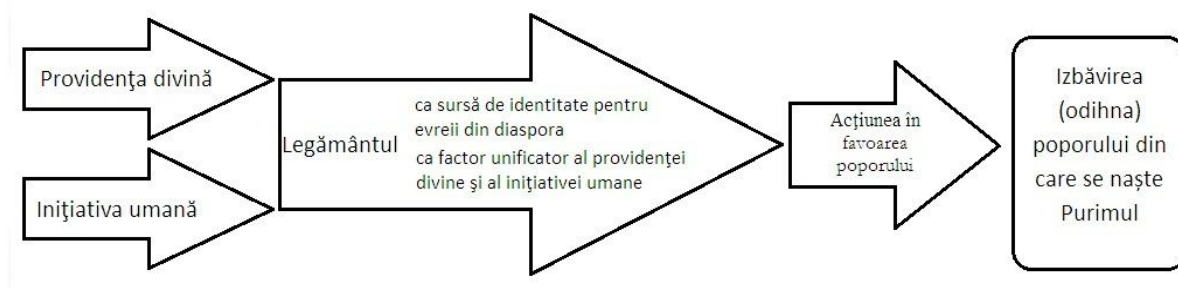 Providenţa divină
Iniţiativa umană
Legământul
ca sursă de identitate pentru
evreii din diaspora
ca factor unificator al providenţei
divine şi al iniţiativei umane
Acţiunea în
favoarea
poporului
Izbăvirea
(odihna)
poporului din
care se naște
Purimul